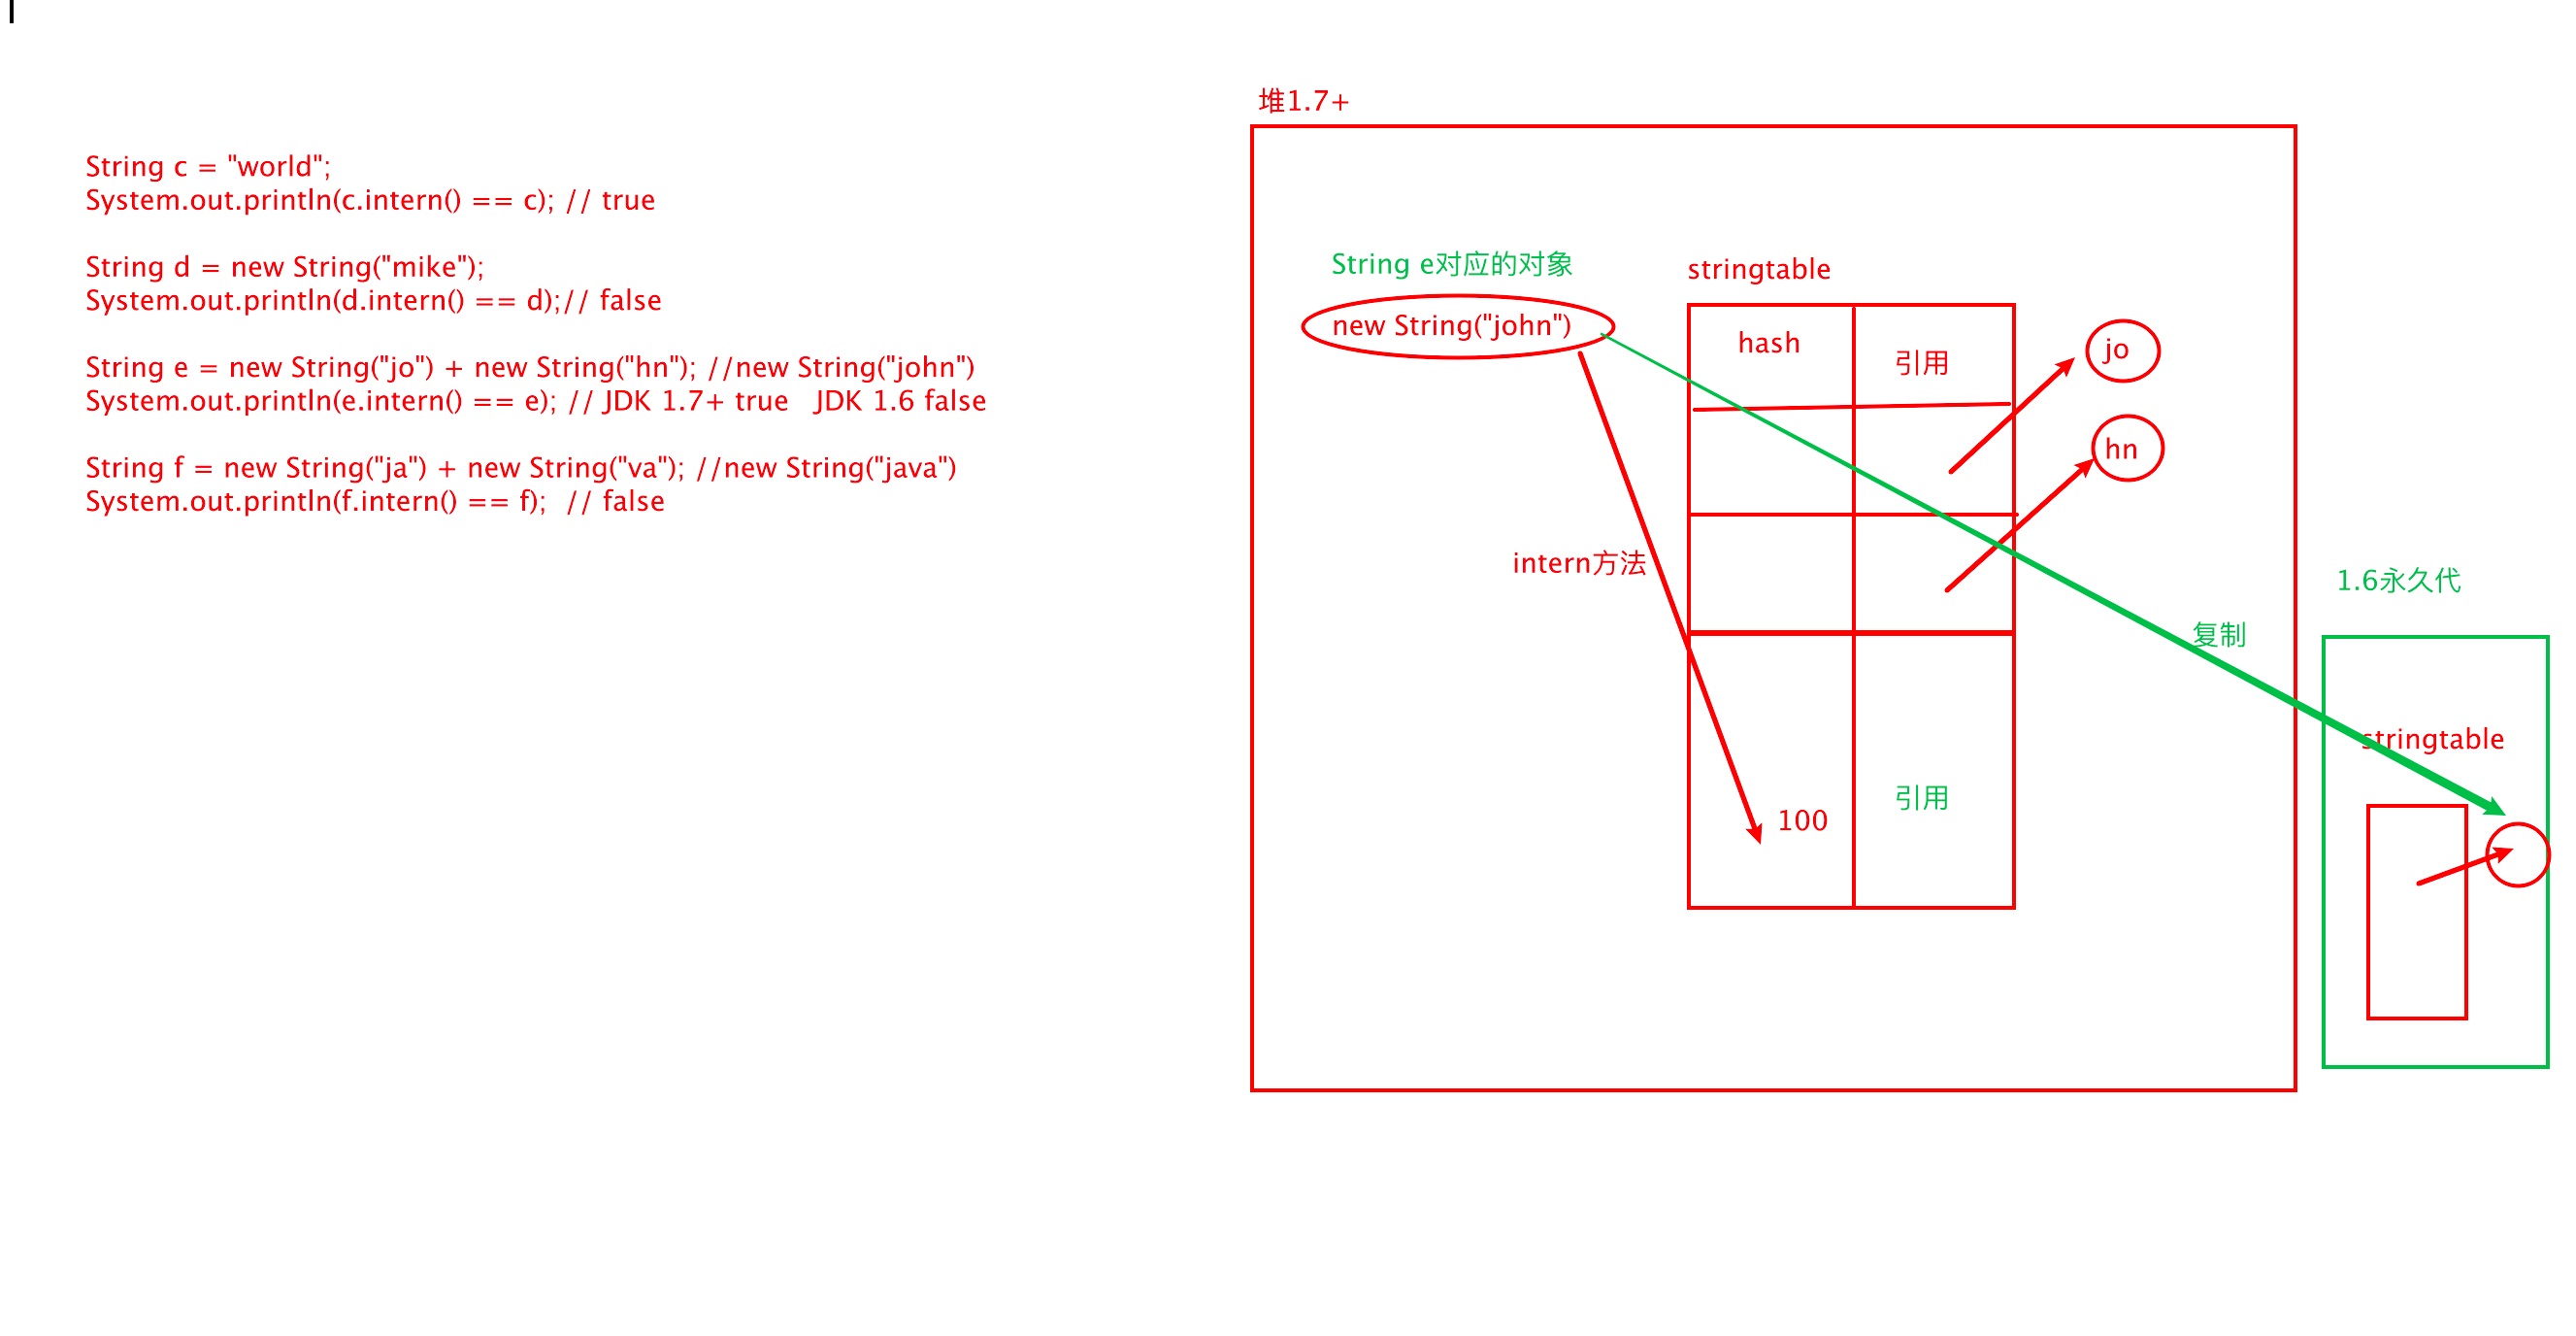 String c = "world";
System.out.println(c.intern() == c); // true
String d = new String("mike");
System.out.println(d.intern() == d);// false
String e = new String("jo") + new String("hn"); //new String("john")
System.out.println(e.intern() == e); // JDK 1.7+ true   JDK 1.6 false
String f = new String("ja") + new String("va"); //new String("java")
System.out.println(f.intern() == f);  // false
堆1.7+
String e对应的对象
new String("john")
stringtable
hash
引用
jo
hn
intern方法
100
引用
复制
1.6永久代
stringtable